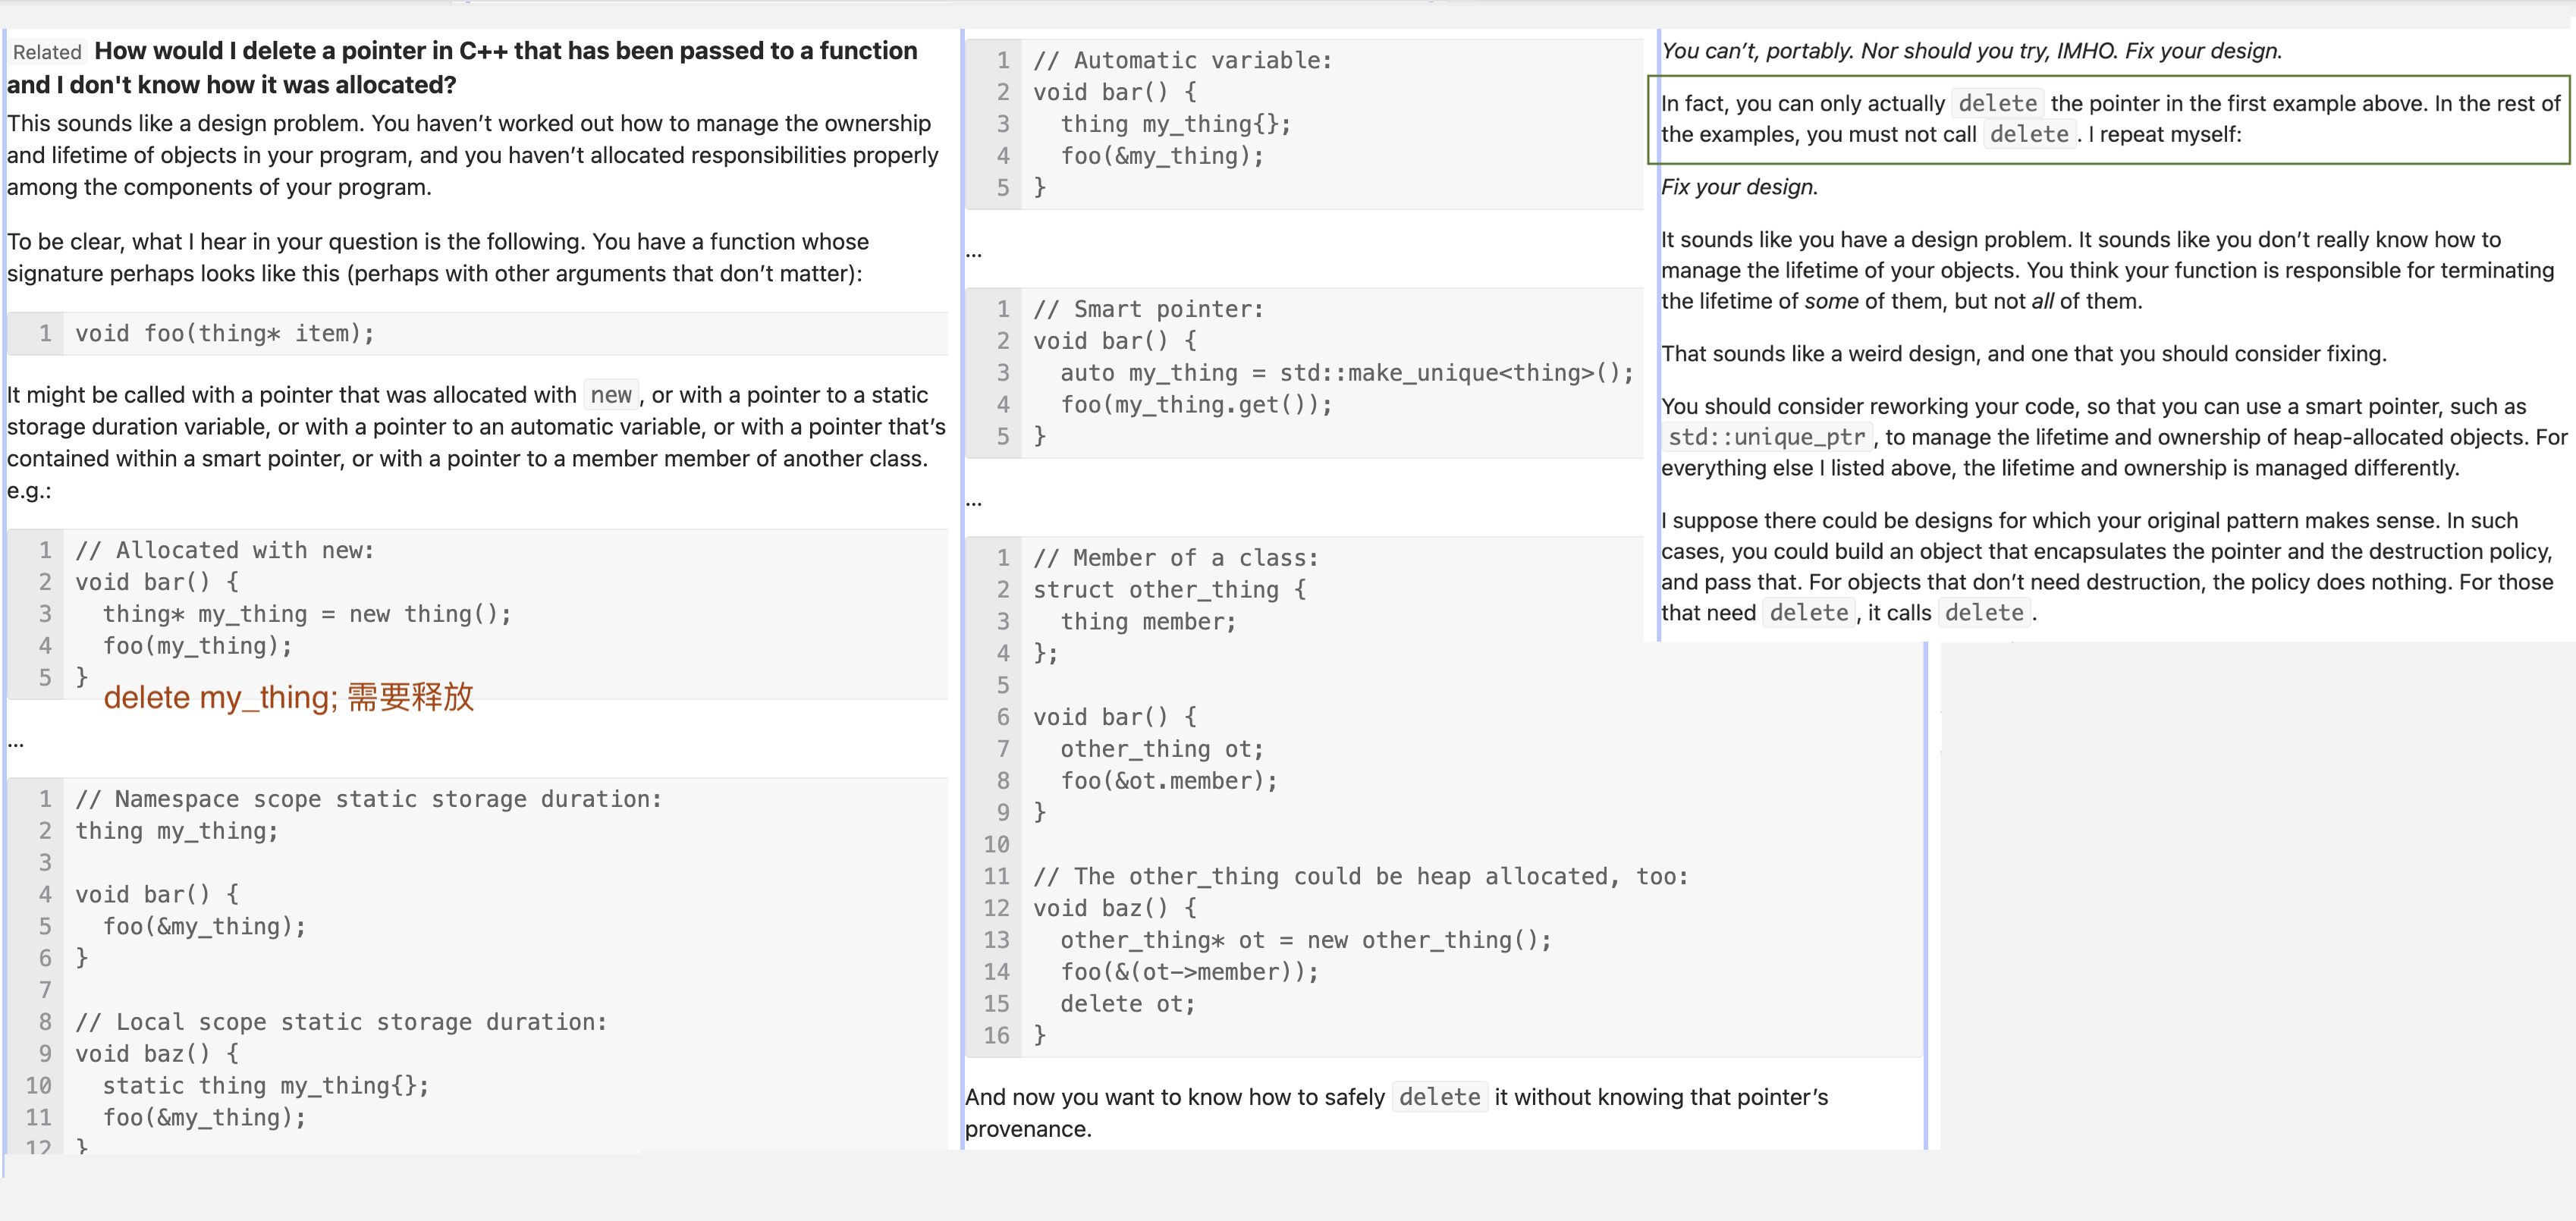 Related How would I delete a pointer in C++ that has been passed to a function
and I don't know how it was allocated?
This sounds like a design problem. You haven’t worked out how to manage the ownership
and lifetime of objects in your program, and you haven’t allocated responsibilities properly
among the components of your program.
To be clear, what I hear in your question is the following. You have a function whose
signature perhaps looks like this (perhaps with other arguments that don’t matter):
1 void foo(thing* item);
It might be called with a pointer that was allocated with new, or with a pointer to a static
storage duration variable, or with a pointer to an automatic variable, or with a pointer that’s
contained within a smart pointer, or with a pointer to a member member of another class.
e.g.:
1 // Allocated with new:
2 void bar() {
3   thing* my_thing = new thing();
4   foo(my_thing);
5 }
delete my_thing; 需要释放
...
1 // Namespace scope static storage duration:
2 thing my_thing;
3
4 void bar() {
5   foo(&my_thing);
6 }
7
8 // Local scope static storage duration:
9 void baz() {
10   static thing my_thing{};
11   foo(&my_thing);
12 }
1 // Automatic variable:
2 void bar() {
3   thing my_thing{};
4   foo(&my_thing);
5 }
...
1 // Smart pointer:
2 void bar() {
3   auto my_thing = std::make_unique<thing>();
4   foo(my_thing.get());
5 }
...
1 // Member of a class:
2 struct other_thing {
3   thing member;
4 };
5
6 void bar() {
7   other_thing ot;
8   foo(&ot.member);
9 }
10
11 // The other_thing could be heap allocated, too:
12 void baz() {
13   other_thing* ot = new other_thing();
14   foo(&(ot->member));
15   delete ot;
16 }
And now you want to know how to safely delete it without knowing that pointer’s
provenance.
You can’t, portably. Nor should you try, IMHO. Fix your design.
In fact, you can only actually delete the pointer in the first example above. In the rest of
the examples, you must not call delete. I repeat myself:
Fix your design.
It sounds like you have a design problem. It sounds like you don’t really know how to
manage the lifetime of your objects. You think your function is responsible for terminating
the lifetime of some of them, but not all of them.
That sounds like a weird design, and one that you should consider fixing.
You should consider reworking your code, so that you can use a smart pointer, such as
std::unique_ptr, to manage the lifetime and ownership of heap-allocated objects. For
everything else I listed above, the lifetime and ownership is managed differently.
I suppose there could be designs for which your original pattern makes sense. In such
cases, you could build an object that encapsulates the pointer and the destruction policy,
and pass that. For objects that don’t need destruction, the policy does nothing. For those
that need delete, it calls delete.